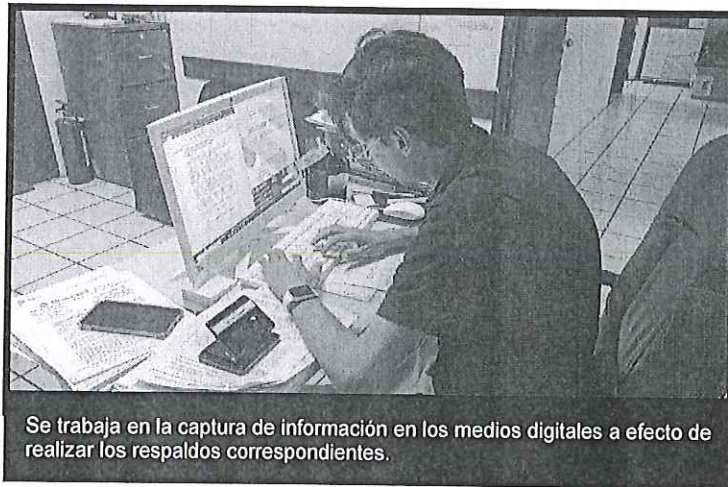 Se trabaja en la captura de información en los medios digitales a efecto de
realizar los respaldos correspondientes.